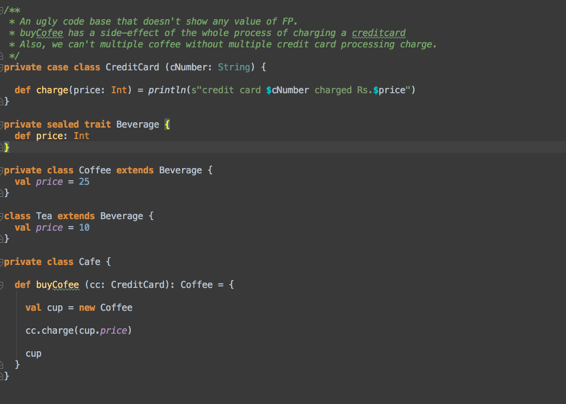 /**
 * An ugly code base that doesn't show any value of FP.
 * buyCofee has a side-effect of the whole process of charging a creditcard
 * Also, we can't multiple coffee without multiple credit card processing charge.
 */
private case class CreditCard (cNumber: String) {
  def charge(price: Int) = println(s"credit card $cNumber charged Rs.$price")
}
private sealed trait Beverage {
  def price: Int
}
private class Coffee extends Beverage {
  val price = 25
}
class Tea extends Beverage {
  val price = 10
}
private class Cafe {
  def buyCofee (cc: CreditCard): Coffee = {
    val cup = new Coffee
    cc.charge(cup.price)
    cup
  }
}